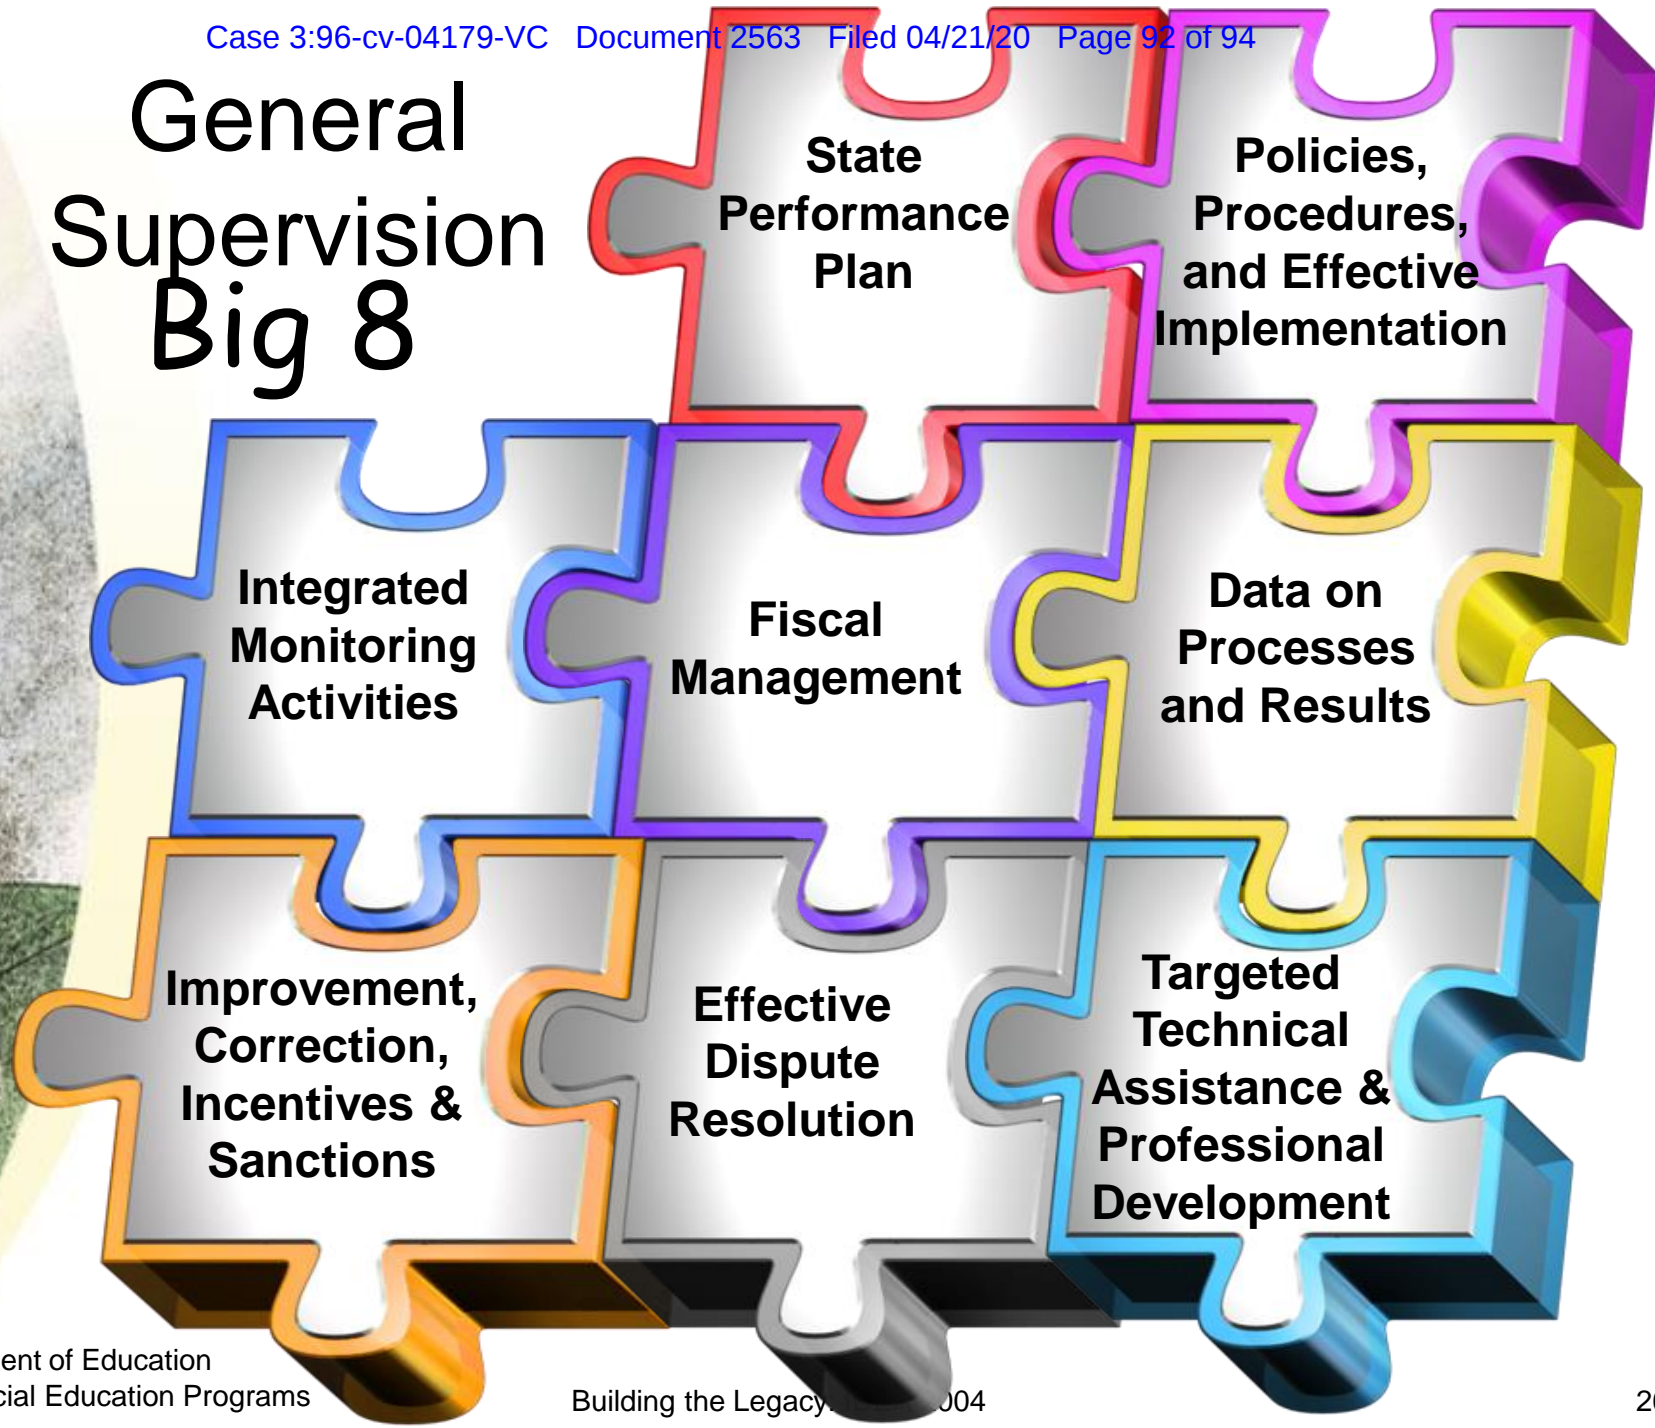 Case 3:96-cv-04179-VC Document 2563 Filed 04/21/20 Page 92 of 94
General
Supervision
Big 8
State
Performance
Plan
Policies,
Procedures,
and Effective
Implementation
Integrated
Monitoring
Activities
Fiscal
Management
Data on
Processes
and Results
Improvement,
Correction,
Incentives &
Sanctions
Effective
Dispute
Resolution
Targeted
Technical
Assistance &
Professional
Development
of Education
Education Programs
Building the Legacy